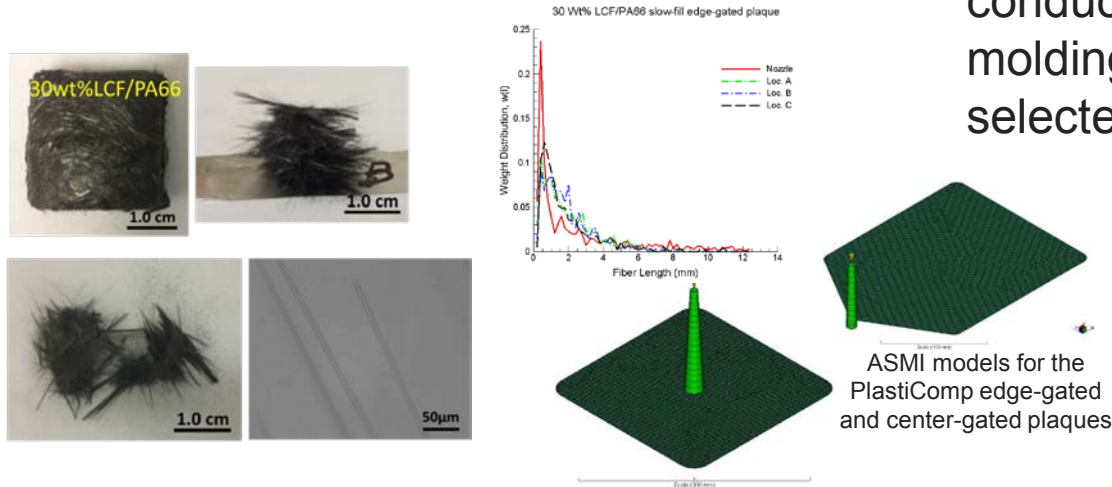 conduc
molding
selecte
30wt%LCF/PA66
1.0 cm
B
1.0 cm
1.0 cm
50µm
30 Wt% LCF/PA66 slow-fill edge-gated plaque
Weight Distribution, w(l)
0.25
0.2
0.15
0.1
0.05
0
0 2 4 6 8 10 12 14
Fiber Length (mm)
Nozzle
Loc. A
Loc. B
Loc. C
ASMI models for the
PlastiComp edge-gated
and center-gated plaques